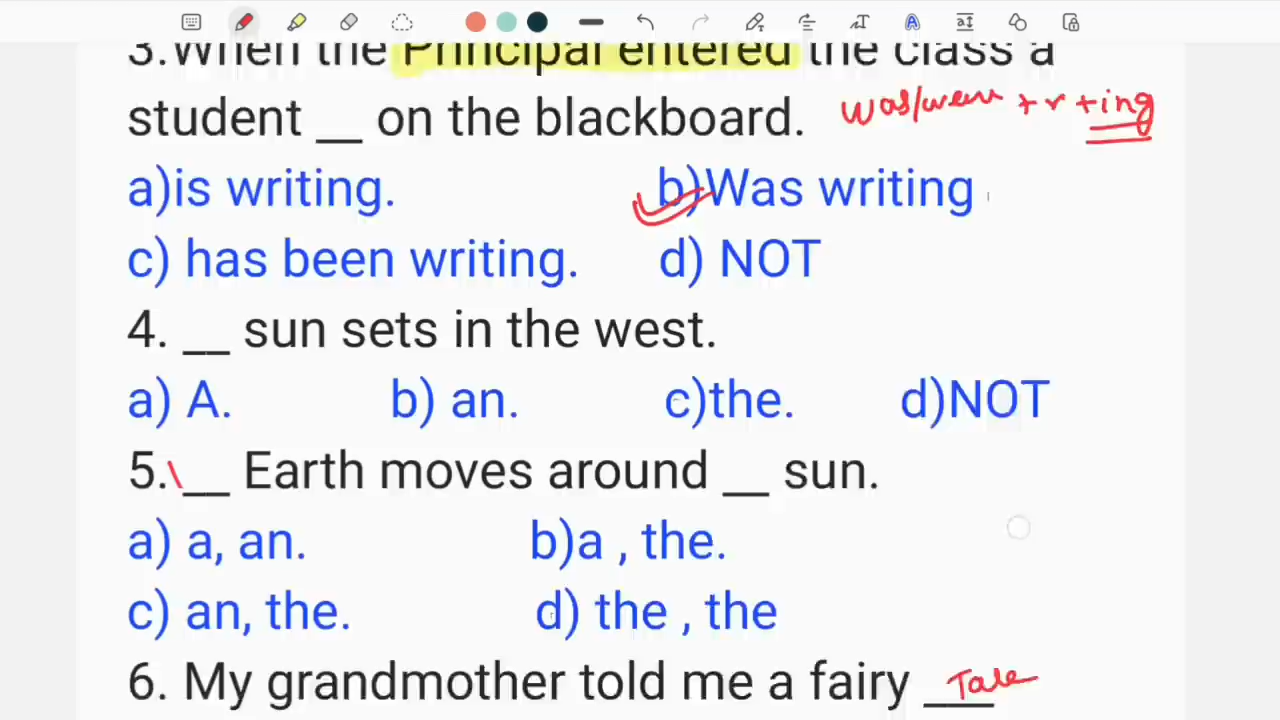 3.When the Principal entered the class a
student __ on the blackboard. was/were + v + ing
a)is writing. b)Was writing
c) has been writing. d) NOT
4. __ sun sets in the west.
a) A. b) an. c)the. d)NOT
5.__ Earth moves around __ sun.
a) a, an. b)a , the.
c) an, the. d) the , the
6. My grandmother told me a fairy ___ Tale